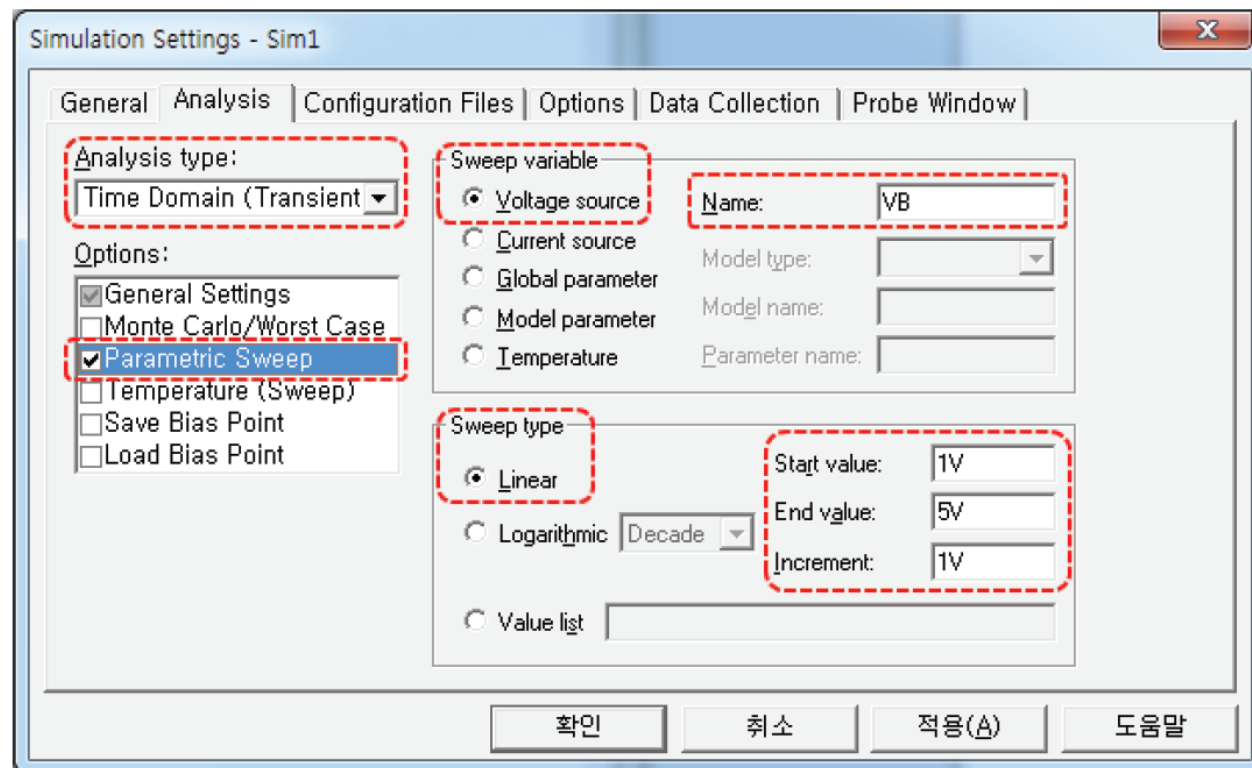 Simulation Settings - Sim1
x
General Analysis Configuration Files Options Data Collection Probe Window
Analysis type:
Time Domain (Transient
Options:
General Settings
Monte Carlo/Worst Case
Parametric Sweep
Temperature (Sweep)
Save Bias Point
Load Bias Point
Sweep variable
Voltage source
Current source
Global parameter
Model parameter
Temperature
Name: VB
Model type:
Model name:
Parameter name:
Sweep type
Linear
Logarithmic Decade
Value list
Start value: 1V
End value: 5V
Increment: 1V
확인 취소 적용(A) 도움말